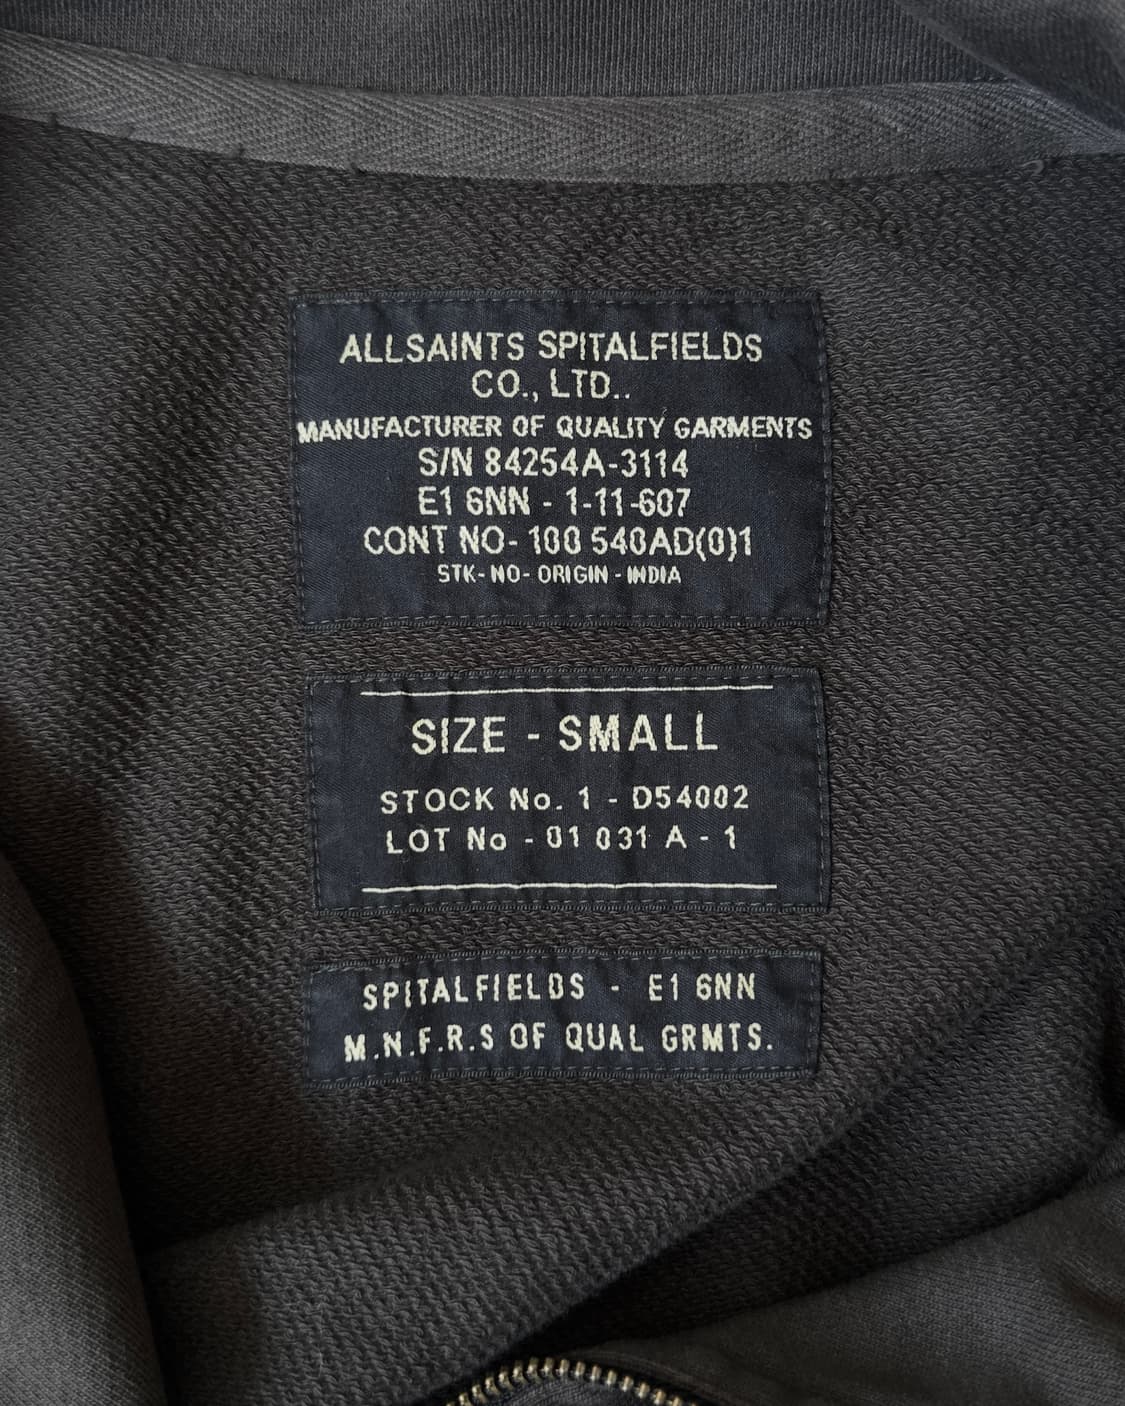 ALLSAINTS SPITALFIELDS
CO., LTD..
MANUFACTURER OF QUALITY GARMENTS
S/N 84254A-3114
E1 6NN - 1-11-607
CONT NO- 100 540AD(0)1
STK- NO- ORIGIN - INDIA
SIZE - SMALL
STOCK No. 1 - D54002
LOT No - 01 031 A - 1
SPITALFIELDS - E1 6NN
M.N.F.R.S OF QUAL GRMTS.